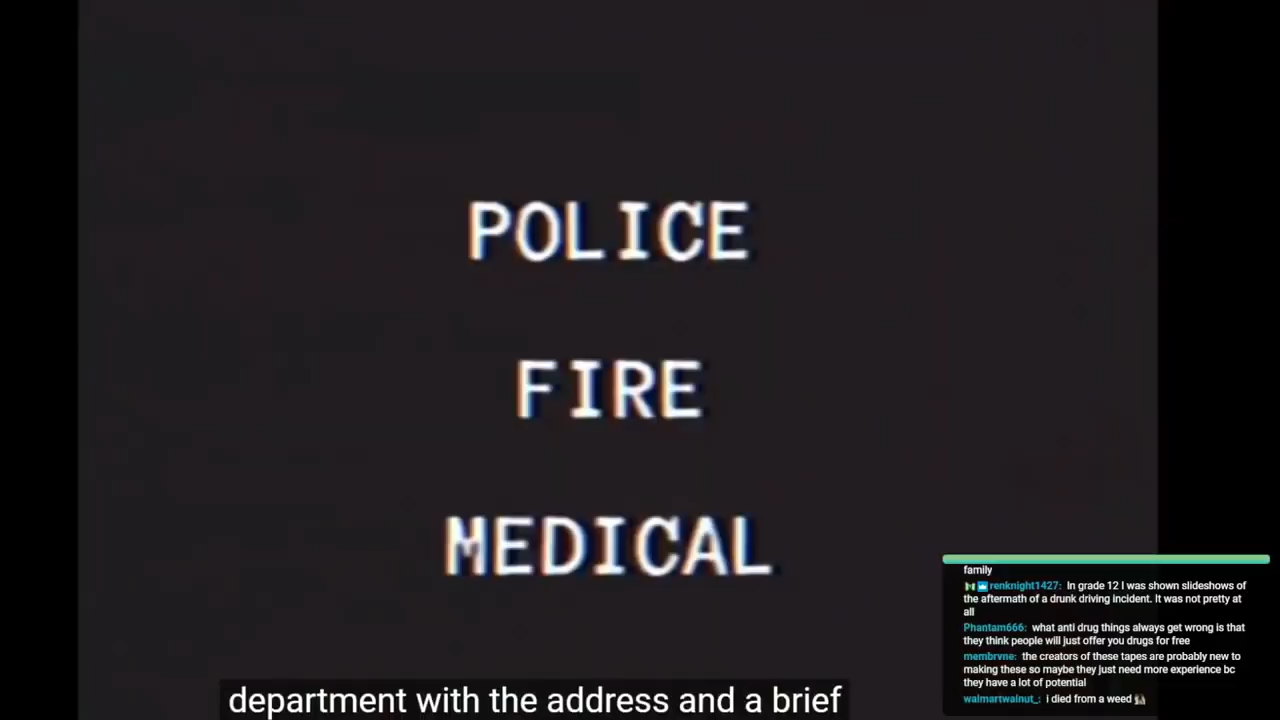 POLICE
FIRE
MEDICAL
department with the address and a brief
family
renknight1427: In grade 12 I was shown slideshows of
the aftermath of a drunk driving incident. It was not pretty at
all
Phantam666: what anti drug things always get wrong is that
they think people will just offer you drugs for free
membrvne: the creators of these tapes are probably new to
making these so maybe they just need more experience bc
they have a lot of potential
walmartwalnut_: i died from a weed